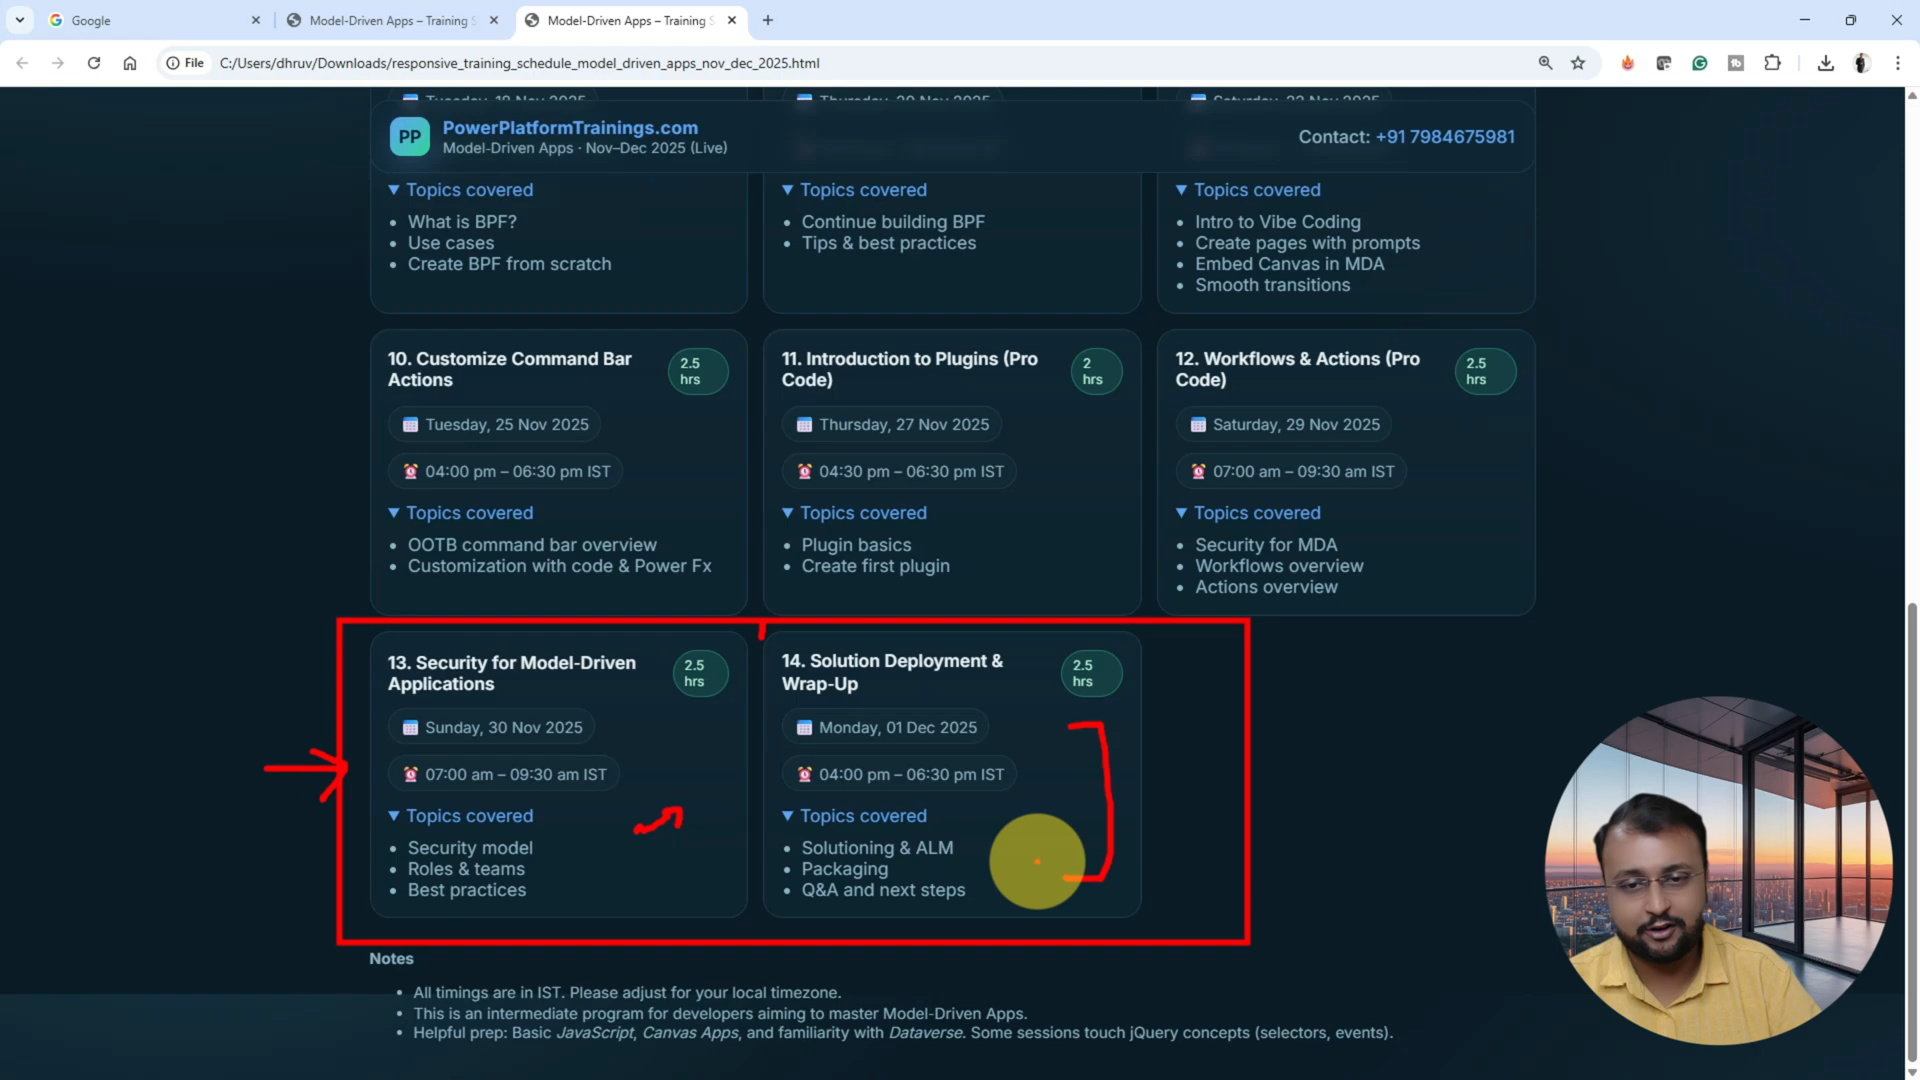 Google
Model-Driven Apps – Training S
Model-Driven Apps – Training S
File
C:/Users/dhruv/Downloads/responsive_training_schedule_model_driven_apps_nov_dec_2025.html
Tuesday, 18 Nov 2025
Thursday, 20 Nov 2025
Saturday, 22 Nov 2025
PP
PowerPlatformTrainings.com
Model-Driven Apps · Nov–Dec 2025 (Live)
Contact: +91 7984675981
▼ Topics covered
• What is BPF?
• Use cases
• Create BPF from scratch
▼ Topics covered
• Continue building BPF
• Tips & best practices
▼ Topics covered
• Intro to Vibe Coding
• Create pages with prompts
• Embed Canvas in MDA
• Smooth transitions
10. Customize Command Bar
Actions
2.5
hrs
Tuesday, 25 Nov 2025
04:00 pm – 06:30 pm IST
▼ Topics covered
• OOTB command bar overview
• Customization with code & Power Fx
11. Introduction to Plugins (Pro
Code)
2
hrs
Thursday, 27 Nov 2025
04:30 pm – 06:30 pm IST
▼ Topics covered
• Plugin basics
• Create first plugin
12. Workflows & Actions (Pro
Code)
2.5
hrs
Saturday, 29 Nov 2025
07:00 am – 09:30 am IST
▼ Topics covered
• Security for MDA
• Workflows overview
• Actions overview
13. Security for Model-Driven
Applications
2.5
hrs
Sunday, 30 Nov 2025
07:00 am – 09:30 am IST
▼ Topics covered
• Security model
• Roles & teams
• Best practices
14. Solution Deployment &
Wrap-Up
2.5
hrs
Monday, 01 Dec 2025
04:00 pm – 06:30 pm IST
▼ Topics covered
• Solutioning & ALM
• Packaging
• Q&A and next steps
Notes
• All timings are in IST. Please adjust for your local timezone.
• This is an intermediate program for developers aiming to master Model-Driven Apps.
• Helpful prep: Basic JavaScript, Canvas Apps, and familiarity with Dataverse. Some sessions touch jQuery concepts (selectors, events).